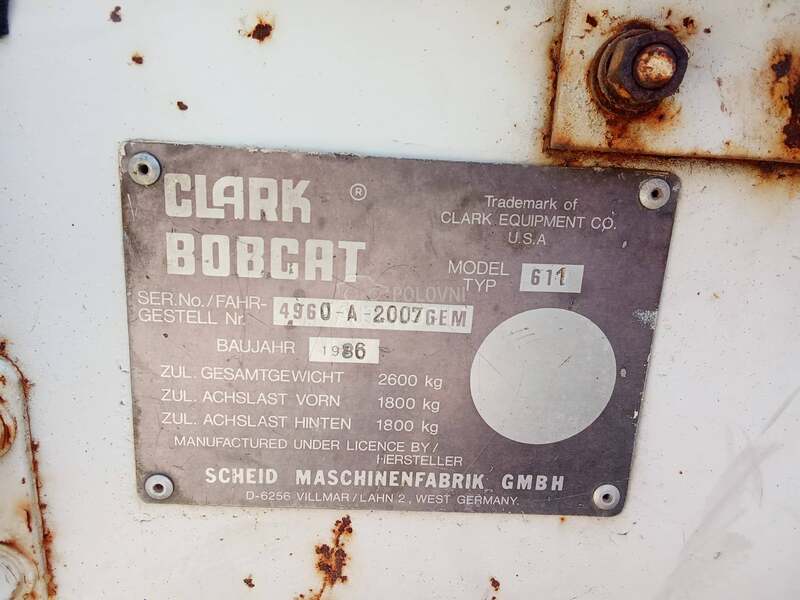 CLARK ®
BOBCAT
Trademark of
CLARK EQUIPMENT CO.
U.S.A
MODEL
TYP 611
POLOVNI
SER.No./FAHR-
GESTELL Nr. 4960-A-2007GEM
BAUJAHR 1986
ZUL. GESAMTGEWICHT 2600 kg
ZUL. ACHSLAST VORN 1800 kg
ZUL. ACHSLAST HINTEN 1800 kg
MANUFACTURED UNDER LICENCE BY/
HERSTELLER
SCHEID MASCHINENFABRIK GMBH
D-6256 VILLMAR/LAHN 2, WEST GERMANY.